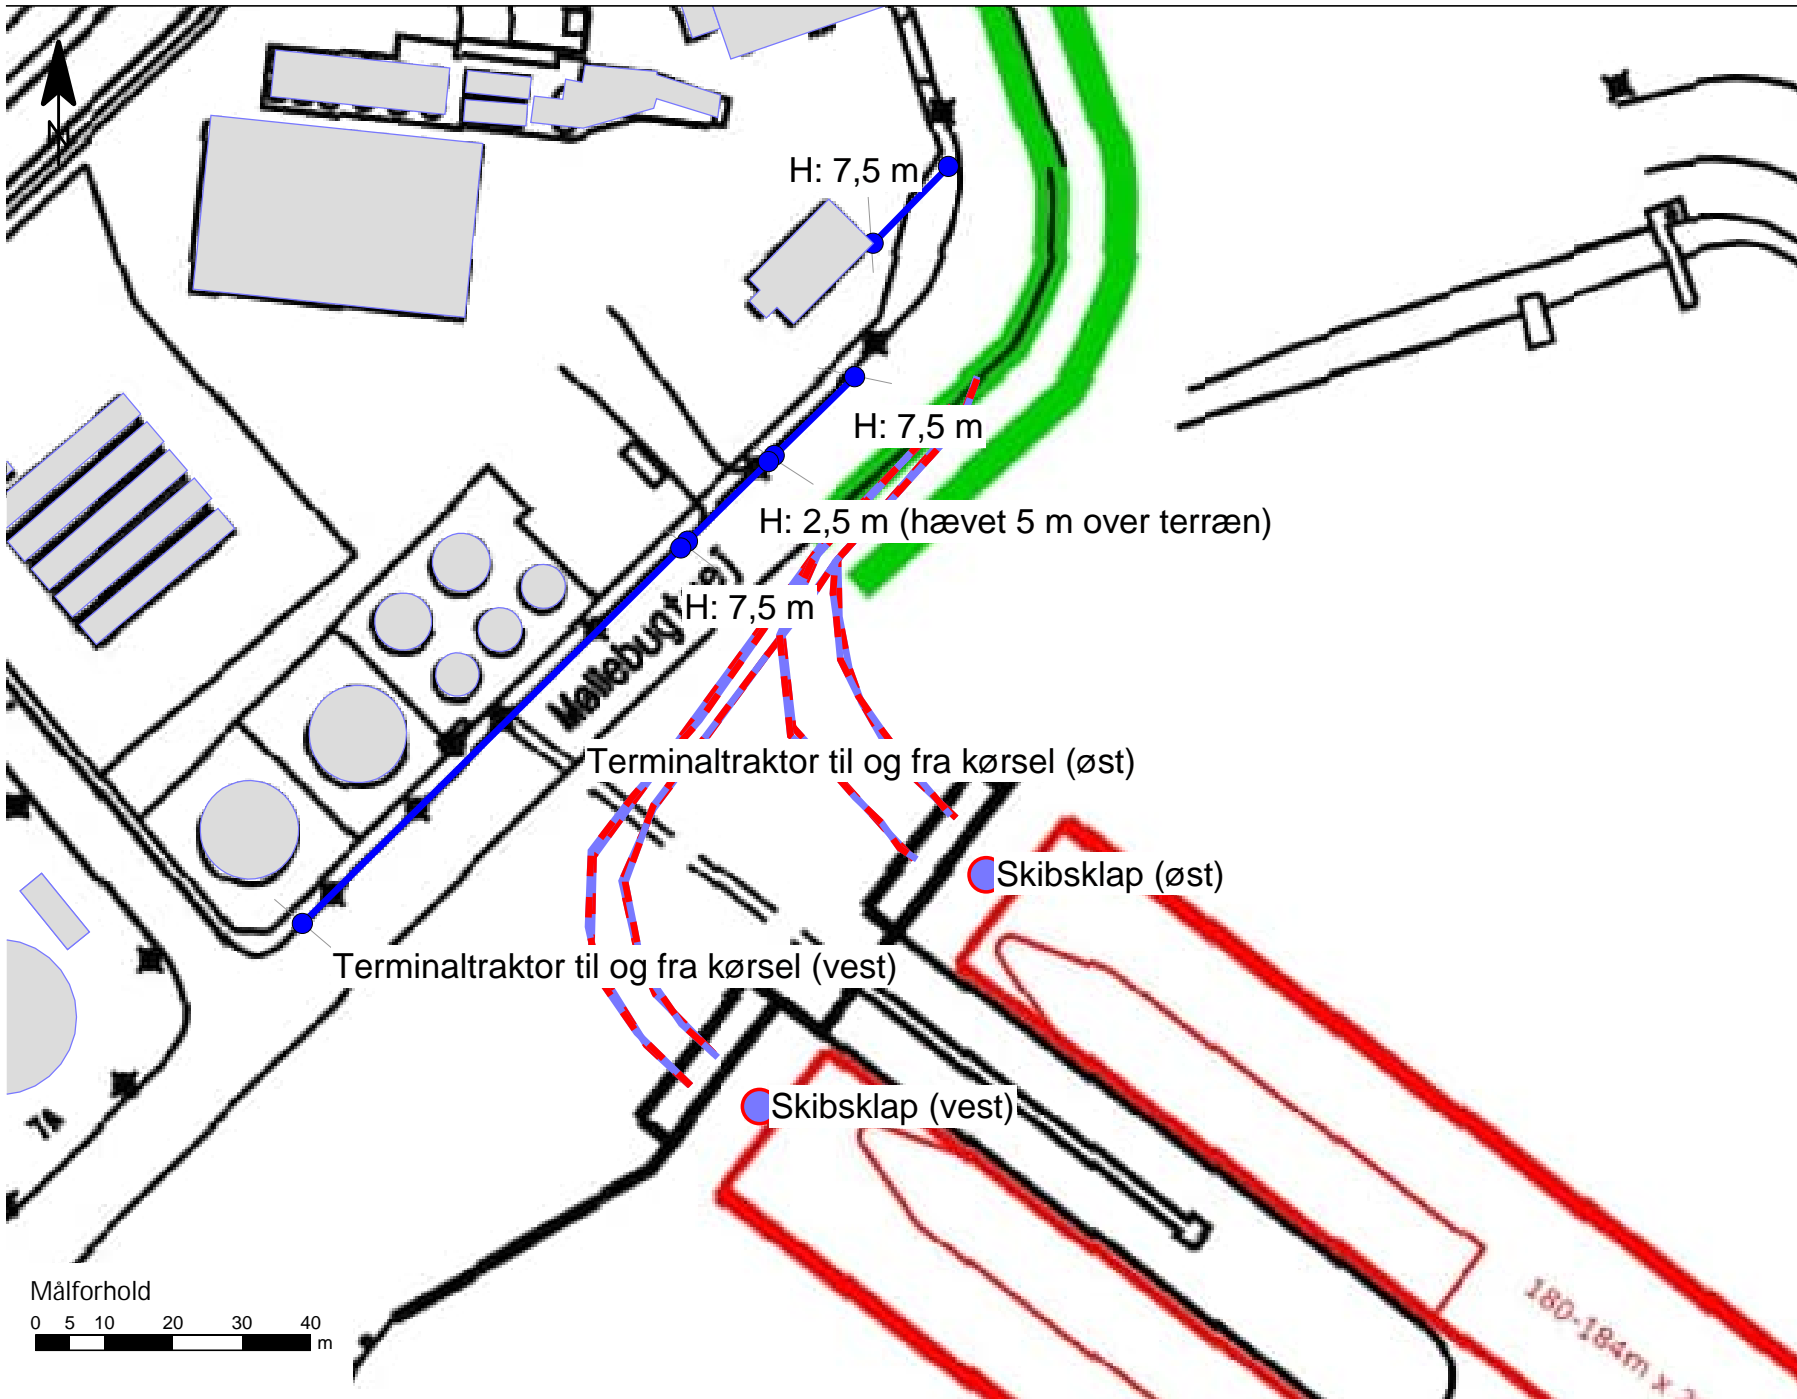 N
H: 7,5 m
H: 7,5 m
H: 2,5 m (hævet 5 m over terræn)
H: 7,5 m
Terminaltraktor til og fra kørsel (øst)
Skibsklap (øst)
Terminaltraktor til og fra kørsel (vest)
Skibsklap (vest)
7A
Målforhold
0 5 10 20 30 40
m
180-184m x